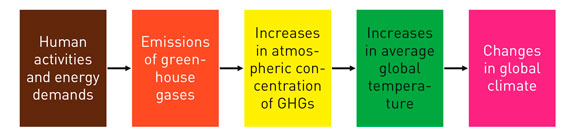 Human
activities
and energy
demands
Emissions
of green-
house
gases
Increases
in atmos-
pheric con-
centration
of GHGs
Increases
in average
global
tempera-
ture
Changes
in global
climate